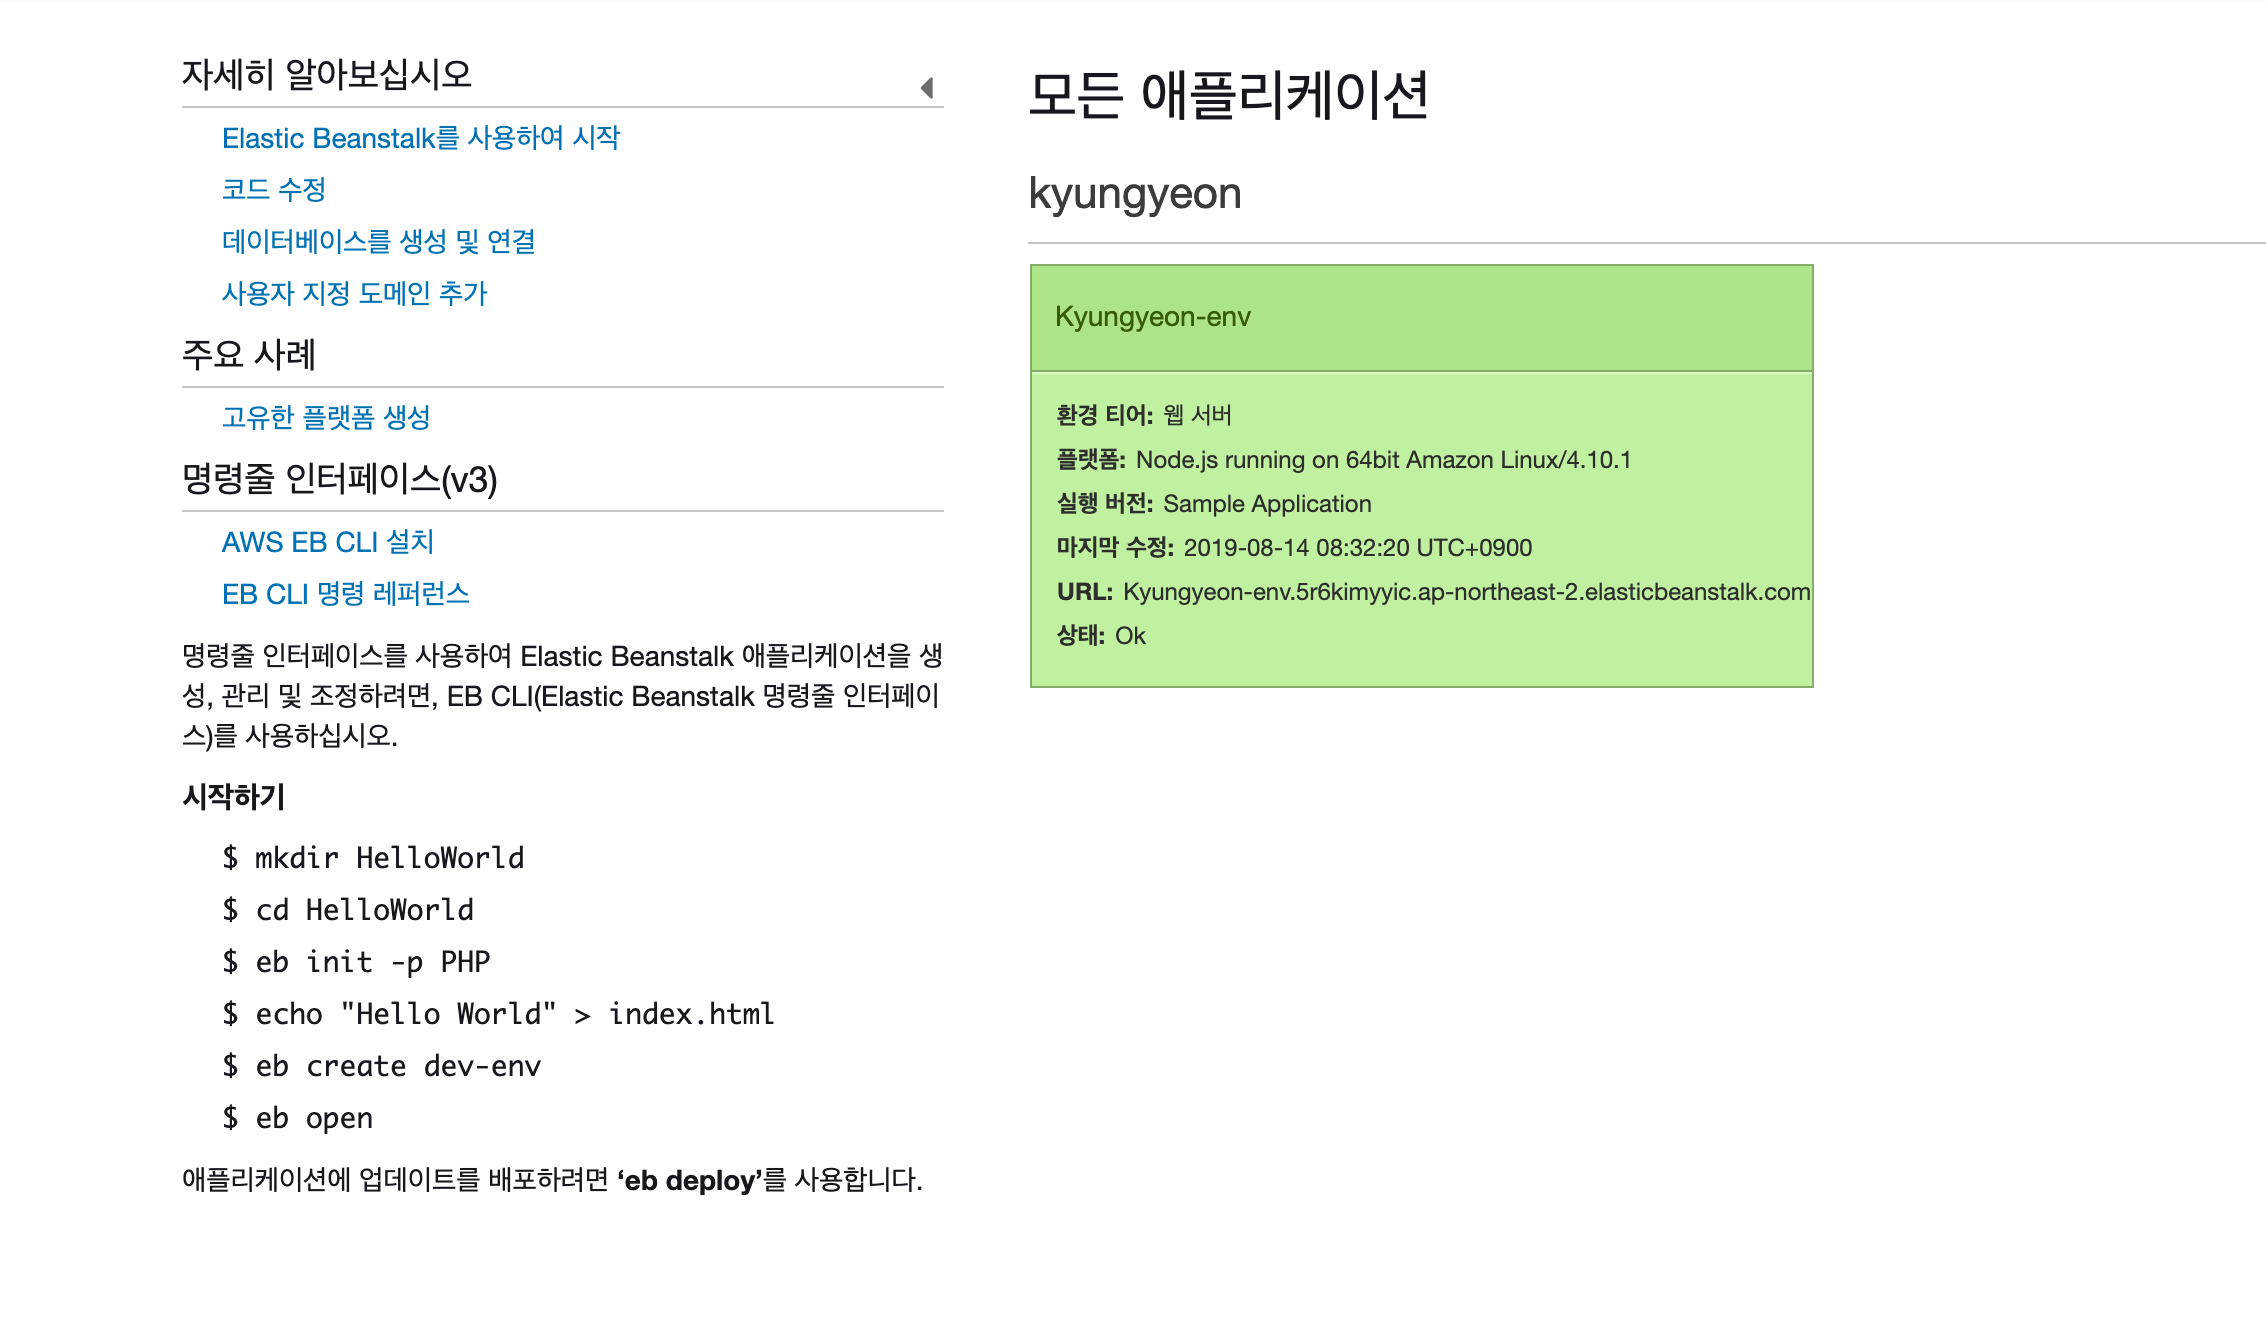 자세히 알아보십시오
Elastic Beanstalk를 사용하여 시작
코드 수정
데이터베이스를 생성 및 연결
사용자 지정 도메인 추가
주요 사례
고유한 플랫폼 생성
명령줄 인터페이스(v3)
AWS EB CLI 설치
EB CLI 명령 레퍼런스
명령줄 인터페이스를 사용하여 Elastic Beanstalk 애플리케이션을 생
성, 관리 및 조정하려면, EB CLI(Elastic Beanstalk 명령줄 인터페이
스)를 사용하십시오.
시작하기
$ mkdir HelloWorld
$ cd HelloWorld
$ eb init -p PHP
$ echo "Hello World" > index.html
$ eb create dev-env
$ eb open
애플리케이션에 업데이트를 배포하려면 ‘eb deploy’를 사용합니다.
모든 애플리케이션
kyungyeon
Kyungyeon-env
환경 티어: 웹 서버
플랫폼: Node.js running on 64bit Amazon Linux/4.10.1
실행 버전: Sample Application
마지막 수정: 2019-08-14 08:32:20 UTC+0900
URL: Kyungyeon-env.5r6kimyyic.ap-northeast-2.elasticbeanstalk.com
상태: Ok